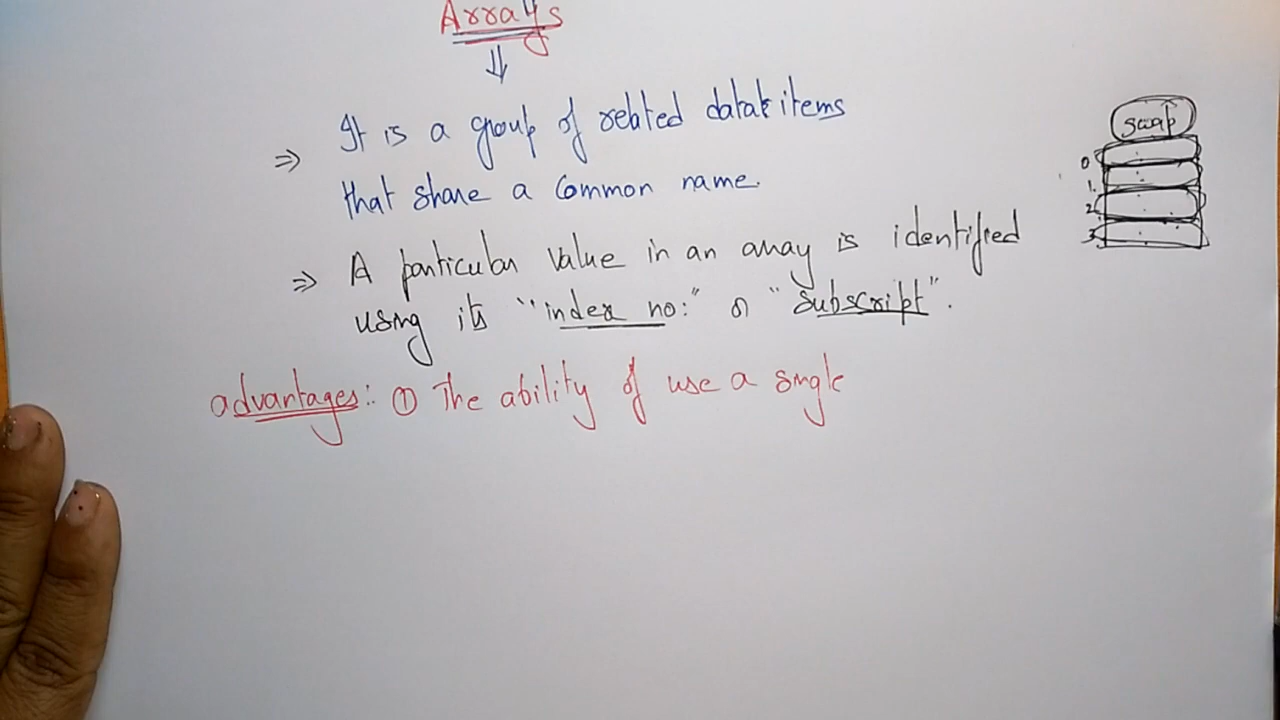 Arrays
⇓
⇒ It is a group of related data items
that share a common name.
⇒ A particular value in an array is identified
using its "index no:" or "subscript".
advantages: ① The ability of use a single
swap
0
1
2
3